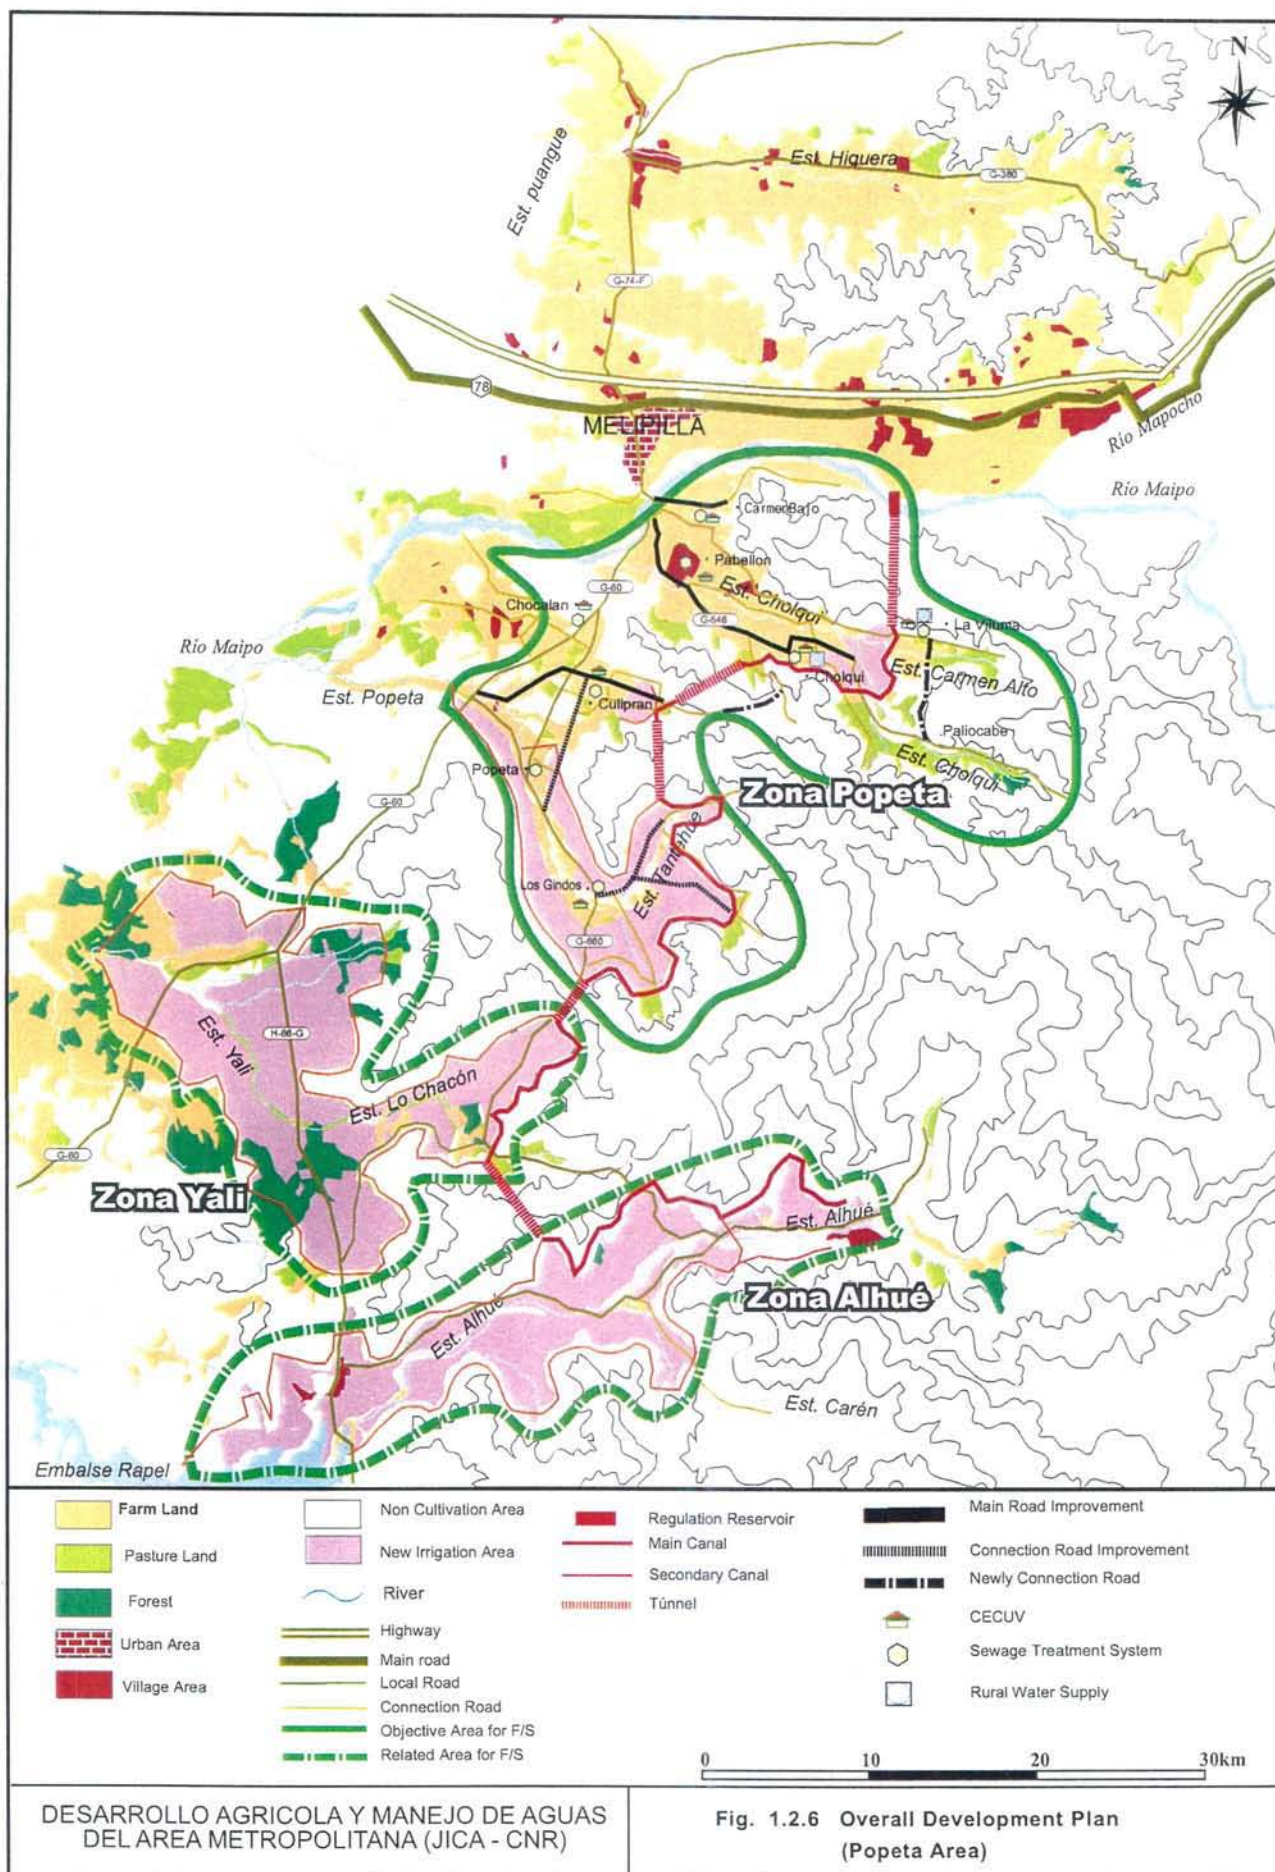 N
Est. puangue
Est. Hiquera
G-380
G-74-F
78
MELIPILLA
Río Mapocho
Río Maipo
Carmen Bajo
Pabellon
Est. Cholqui
G-60
Chocalan
G-546
La Viluma
Río Maipo
Est. Carmen Alto
Cholqui
Est. Popeta
Culipran
Paliocabe
Est. Cholqui
Popeta
Zona Popeta
G-60
Los Gindos
Est. Tantehue
G-660
H-66-G
Est. Yali
Est. Lo Chacón
G-60
Zona Yali
Est. Alhué
Zona Alhué
Est. Alhué
Est. Carén
Embalse Rapel
Farm Land
Pasture Land
Forest
Urban Area
Village Area
Non Cultivation Area
New Irrigation Area
River
Highway
Main road
Local Road
Connection Road
Objective Area for F/S
Related Area for F/S
Regulation Reservoir
Main Canal
Secondary Canal
Túnnel
Main Road Improvement
Connection Road Improvement
Newly Connection Road
CECUV
Sewage Treatment System
Rural Water Supply
0 10 20 30km
DESARROLLO AGRICOLA Y MANEJO DE AGUAS
DEL AREA METROPOLITANA (JICA - CNR)
Fig. 1.2.6 Overall Development Plan
(Popeta Area)